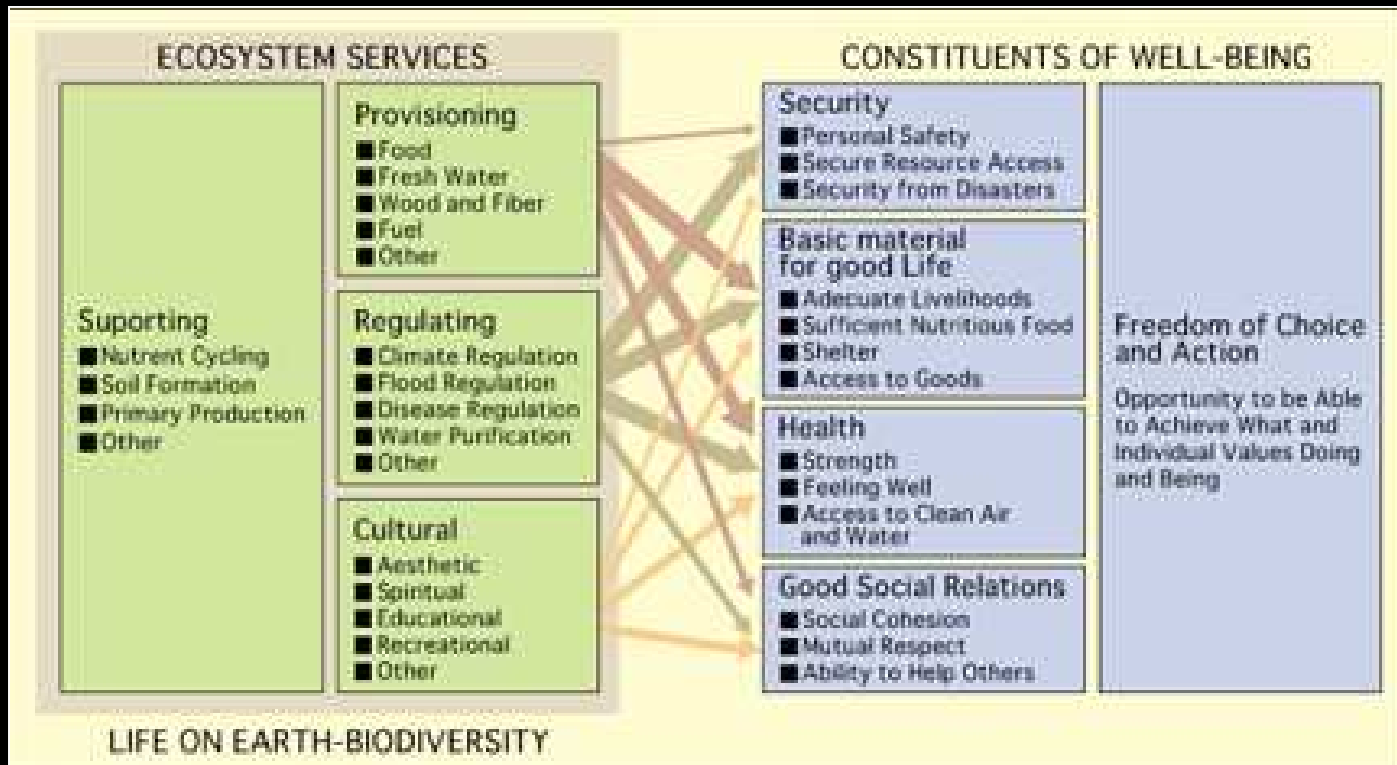 ECOSYSTEM SERVICES
Suporting
Nutrent Cycling
Soil Formation
Primary Production
Other
Provisioning
Food
Fresh Water
Wood and Fiber
Fuel
Other
Regulating
Climate Regulation
Flood Regulation
Disease Regulation
Water Purification
Other
Cultural
Aesthetic
Spiritual
Educational
Recreational
Other
LIFE ON EARTH-BIODIVERSITY
CONSTITUENTS OF WELL-BEING
Security
Personal Safety
Secure Resource Access
Security from Disasters
Basic material
for good Life
Adequate Livelihoods
Sufficient Nutritious Food
Shelter
Access to Goods
Health
Strength
Feeling Well
Access to Clean Air
and Water
Good Social Relations
Social Cohesion
Mutual Respect
Ability to Help Others
Freedom of Choice
and Action
Opportunity to be Able
to Achieve What and
Individual Values Doing
and Being